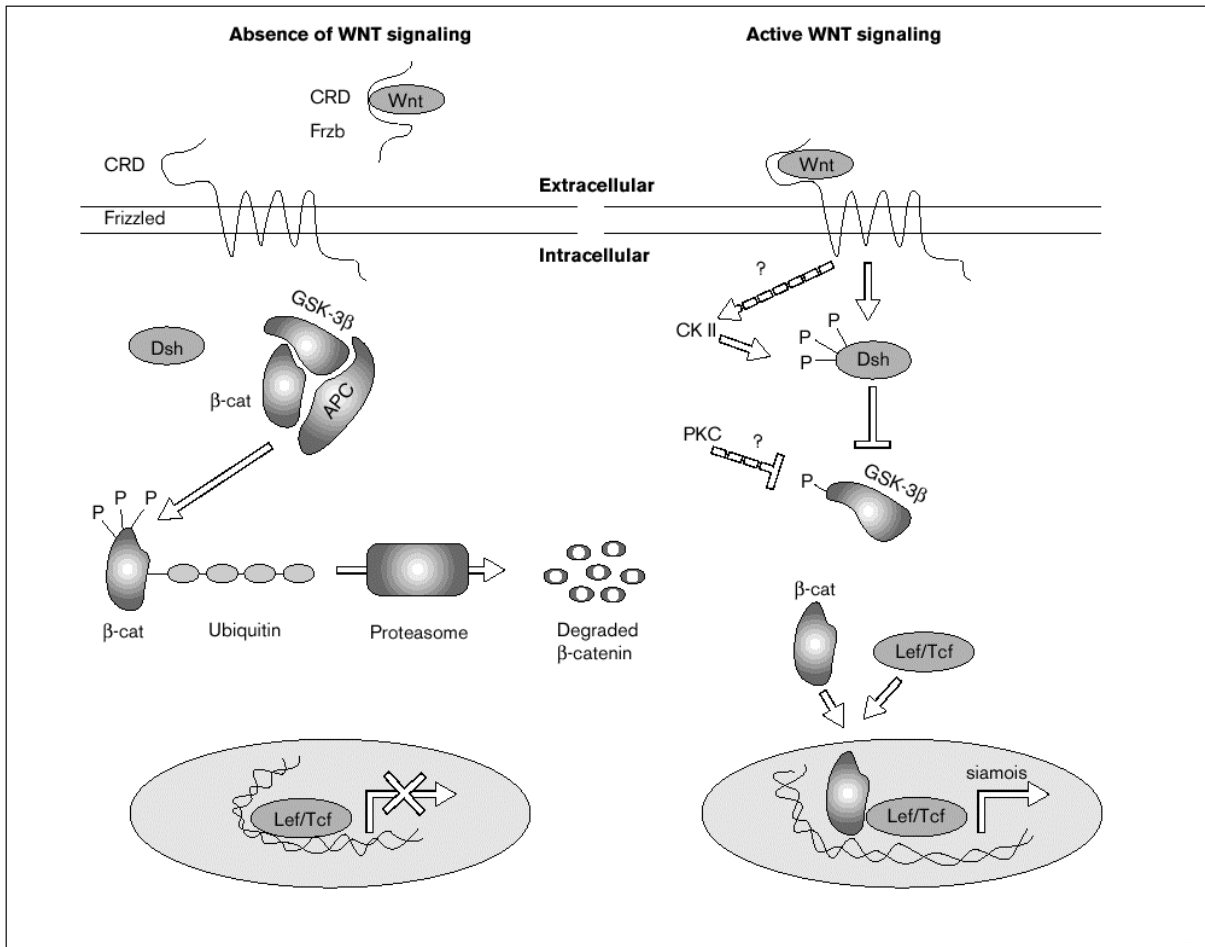 Absence of WNT signaling
CRD
Wnt
Frzb
CRD
Frizzled
Extracellular
Intracellular
GSK-3β
Dsh
β-cat
APC
P
P
P
β-cat
Ubiquitin
Proteasome
Degraded
β-catenin
Lef/Tcf
Active WNT signaling
Wnt
?
CK II
P
P
P
Dsh
PKC
?
P
GSK-3β
β-cat
Lef/Tcf
siamois
Lef/Tcf